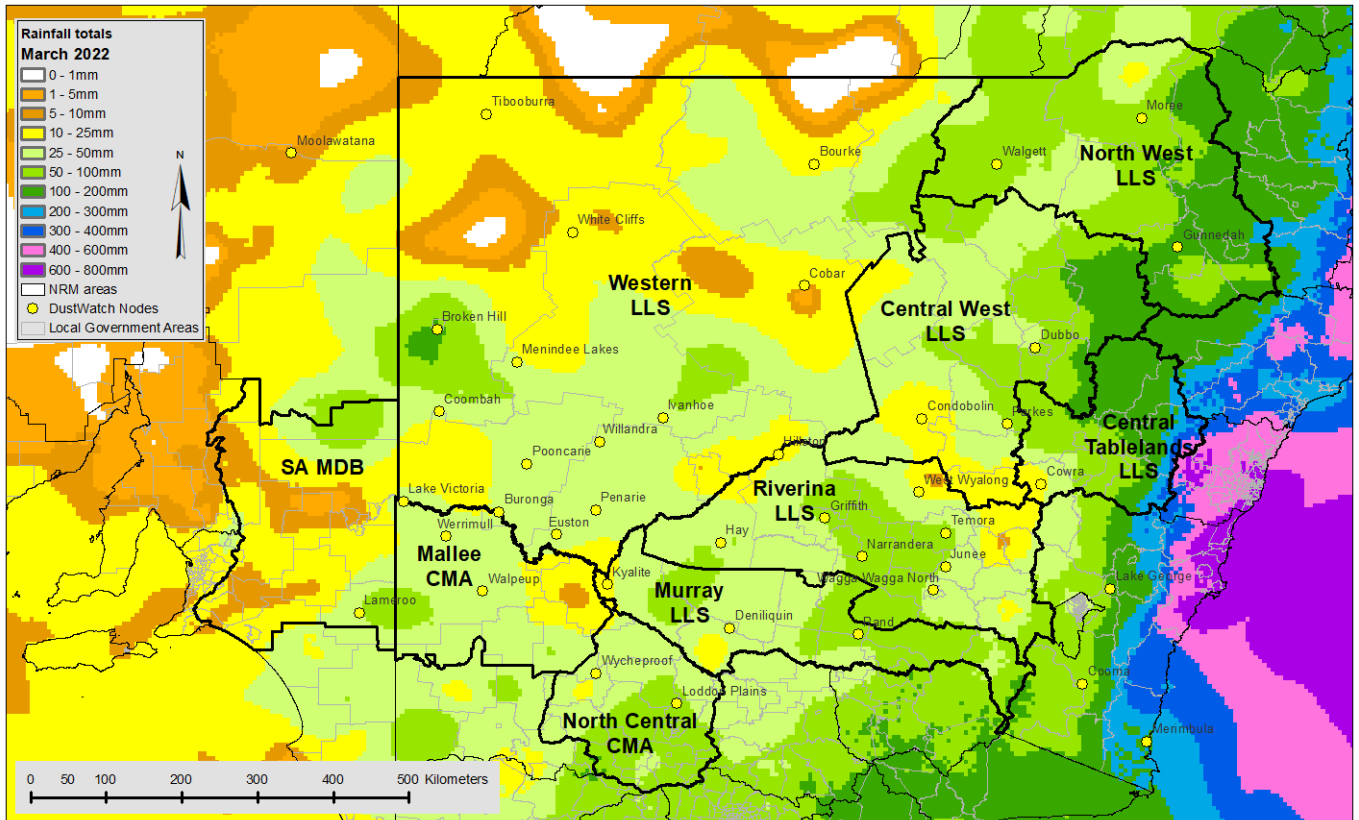 Rainfall totals
March 2022
0 - 1mm
1 - 5mm
5 - 10mm
10 - 25mm
25 - 50mm
50 - 100mm
100 - 200mm
200 - 300mm
300 - 400mm
400 - 600mm
600 - 800mm
NRM areas
DustWatch Nodes
Local Government Areas
N
Tibooburra
Moolawatana
Bourke
Moree
Walgett
North West
LLS
White Cliffs
Gunnedah
Western
LLS
Cobar
Central West
LLS
Broken Hill
Menindee Lakes
Dubbo
Coombah
Ivanhoe
Condobolin
Parkes
Willandra
Hillston
Central
Tablelands
LLS
SA MDB
Pooncarie
Cowra
Lake Victoria
Buronga
Penarie
Riverina
LLS
West Wyalong
Griffith
Werrimull
Euston
Hay
Temora
Mallee
CMA
Narrandera
Junee
Walpeup
Kyalite
Murray
LLS
Wagga Wagga North
Lake George
Lameroo
Deniliquin
Rand
Wycheproof
Cooma
Loddon Plains
North Central
CMA
Merimbula
0 50 100 200 300 400 500 Kilometers